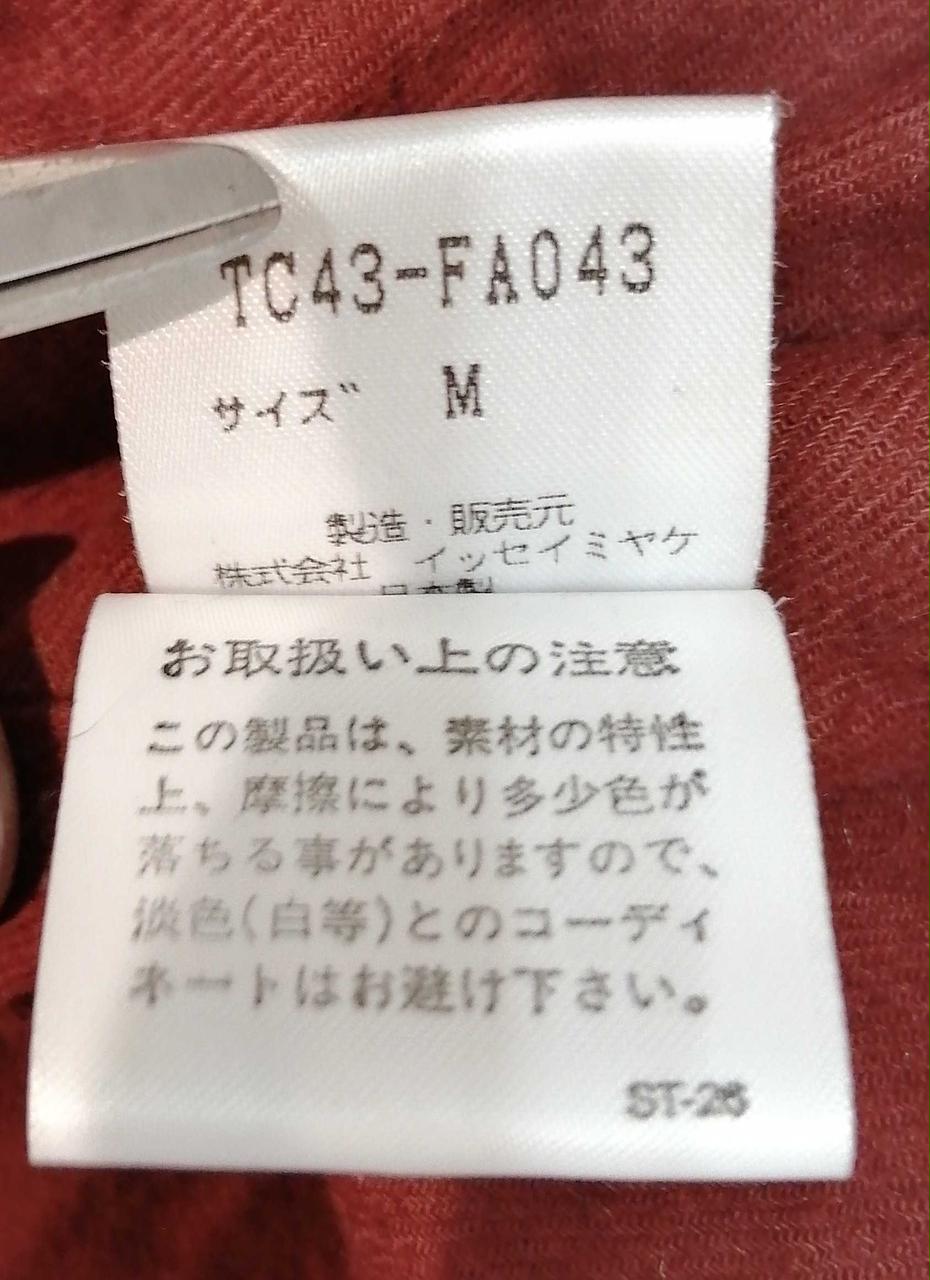 TC43-FA043
サイズ M
製造・販売元
株式会社 イッセイミヤケ
日本製
お取扱い上の注意
この製品は、素材の特性
上、摩擦により多少色が
落ちる事がありますので、
淡色(白等)とのコーディ
ネートはお避け下さい。
ST-26